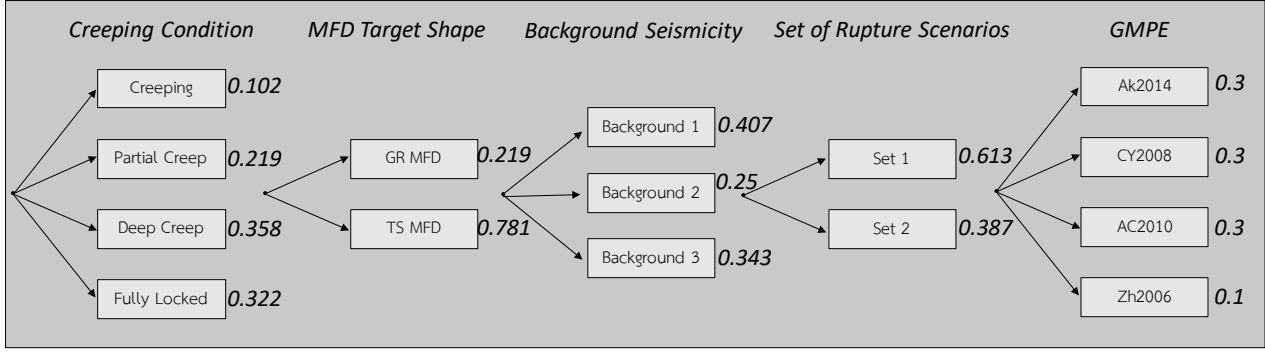 Creeping Condition
MFD Target Shape
Background Seismicity
Set of Rupture Scenarios
GMPE
Creeping 0.102
Partial Creep 0.219
Deep Creep 0.358
Fully Locked 0.322
GR MFD 0.219
TS MFD 0.781
Background 1 0.407
Background 2 0.25
Background 3 0.343
Set 1 0.613
Set 2 0.387
Ak2014 0.3
CY2008 0.3
AC2010 0.3
Zh2006 0.1